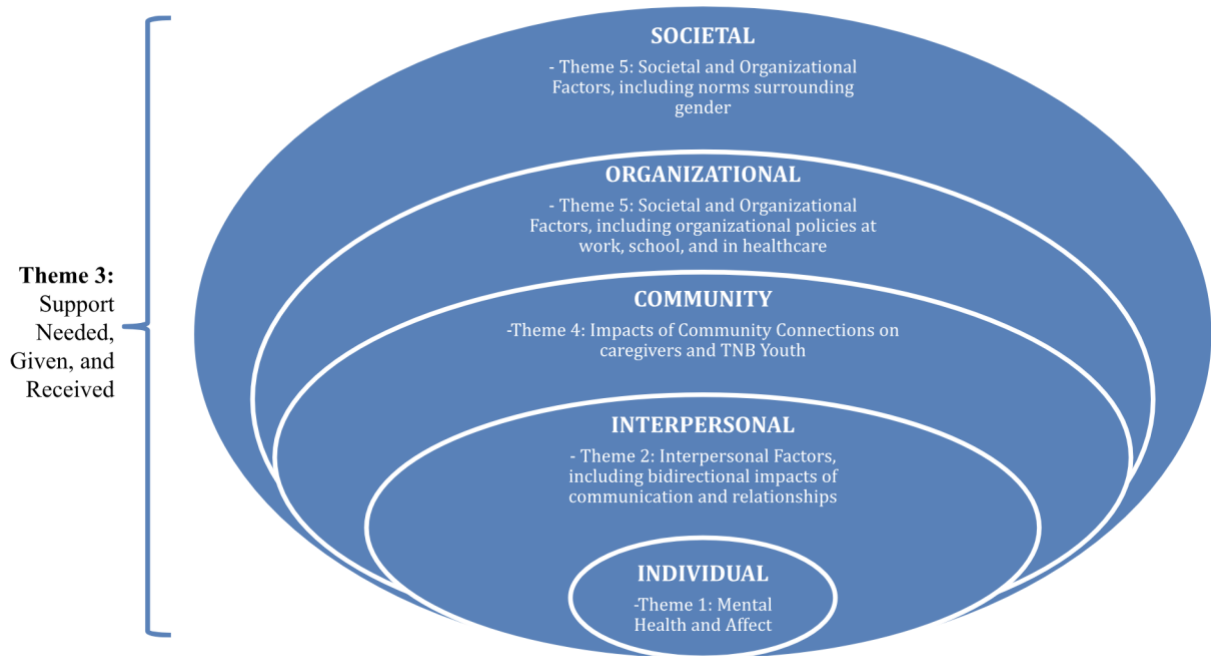 SOCIETAL
- Theme 5: Societal and Organizational
Factors, including norms surrounding
gender
ORGANIZATIONAL
- Theme 5: Societal and Organizational
Factors, including organizational policies at
work, school, and in healthcare
Theme 3:
Support
Needed,
Given, and
Received
COMMUNITY
-Theme 4: Impacts of Community Connections on
caregivers and TNB Youth
INTERPERSONAL
- Theme 2: Interpersonal Factors,
including bidirectional impacts of
communication and relationships
INDIVIDUAL
-Theme 1: Mental
Health and Affect